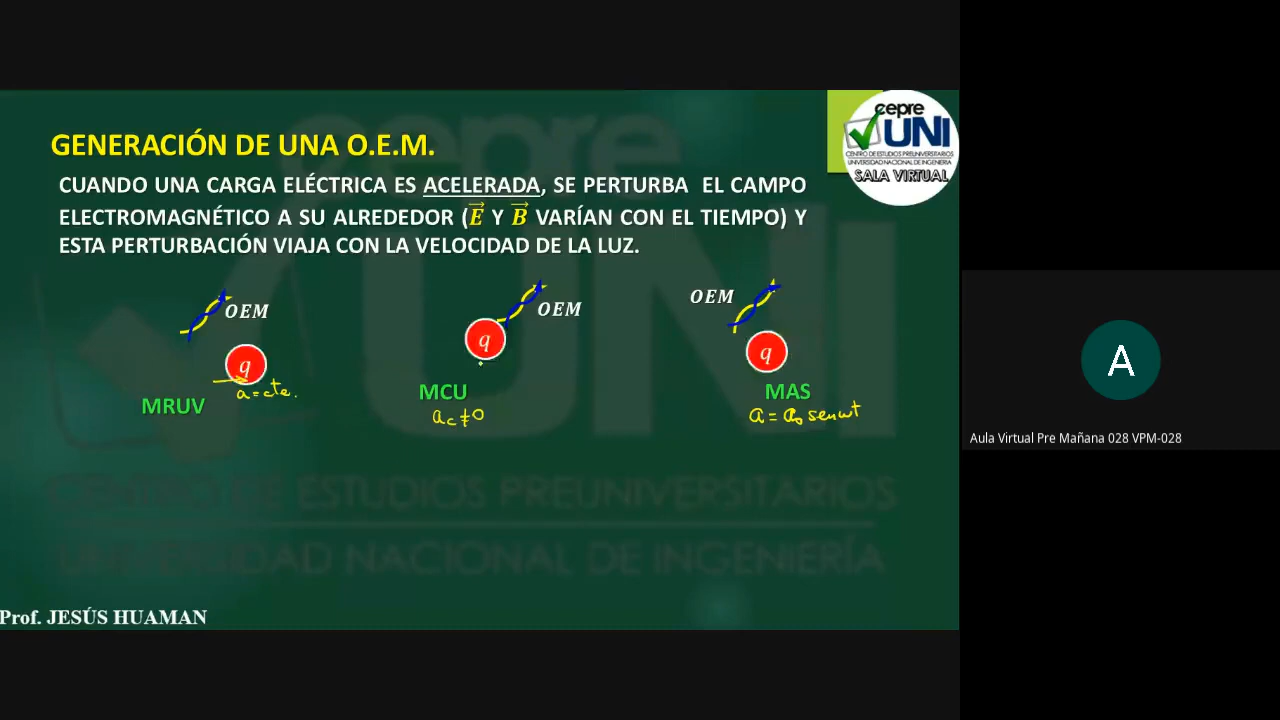 cepre
UNI
CENTRO DE ESTUDIOS PREUNIVERSITARIOS
UNIVERSIDAD NACIONAL DE INGENIERÍA
SALA VIRTUAL
GENERACIÓN DE UNA O.E.M.
CUANDO UNA CARGA ELÉCTRICA ES ACELERADA, SE PERTURBA EL CAMPO
ELECTROMAGNÉTICO A SU ALREDEDOR (E⃗ Y B⃗ VARÍAN CON EL TIEMPO) Y
ESTA PERTURBACIÓN VIAJA CON LA VELOCIDAD DE LA LUZ.
OEM
OEM
OEM
q
q
q
a = cte.
MRUV
MCU
MAS
ac ≠ 0
a = a₀ senωt
cepre
UNI
CENTRO DE ESTUDIOS PREUNIVERSITARIOS
UNIVERSIDAD NACIONAL DE INGENIERÍA
Prof. JESÚS HUAMAN
A
Aula Virtual Pre Mañana 028 VPM-028